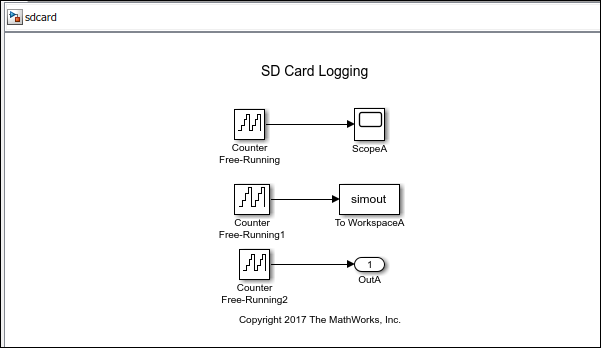 sdcard
SD Card Logging
Counter
Free-Running
ScopeA
simout
Counter
Free-Running1
To WorkspaceA
1
Counter
Free-Running2
OutA
Copyright 2017 The MathWorks, Inc.